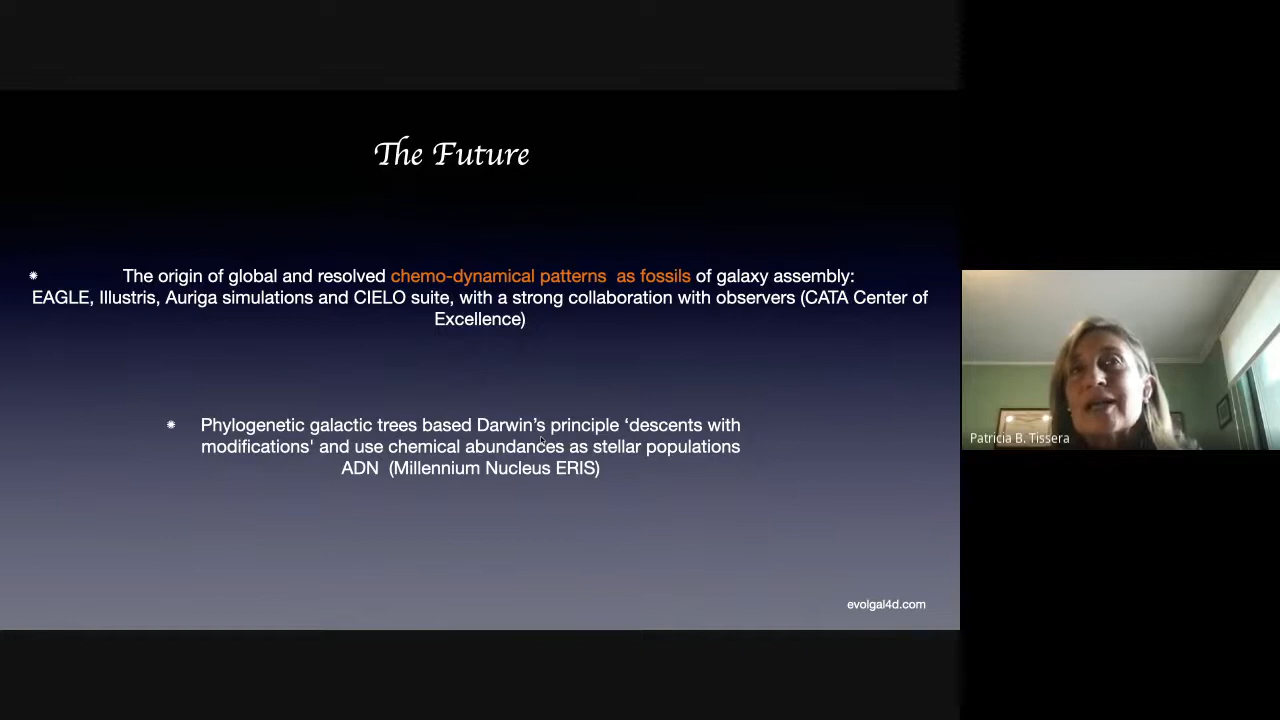 The Future
* The origin of global and resolved chemo-dynamical patterns as fossils of galaxy assembly:
EAGLE, Illustris, Auriga simulations and CIELO suite, with a strong collaboration with observers (CATA Center of
Excellence)
* Phylogenetic galactic trees based Darwin's principle ‘descents with
modifications' and use chemical abundances as stellar populations
ADN (Millennium Nucleus ERIS)
evolgal4d.com
Patricia B. Tissera